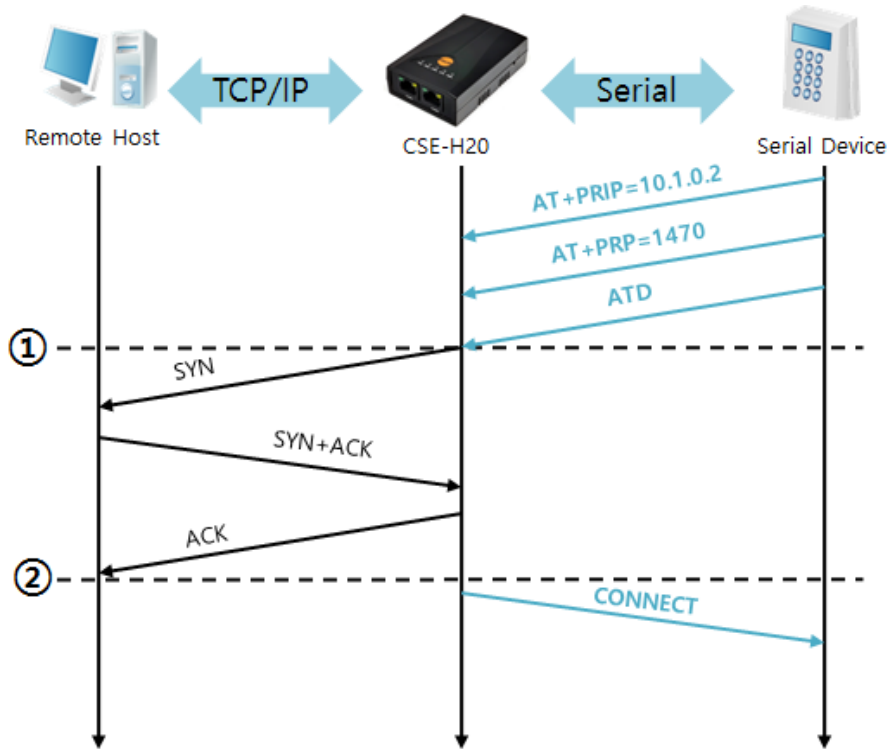 TCP/IP
Serial
Remote Host
CSE-H20
Serial Device
AT+PRIP=10.1.0.2
AT+PRP=1470
ATD
①
SYN
SYN+ACK
ACK
②
CONNECT